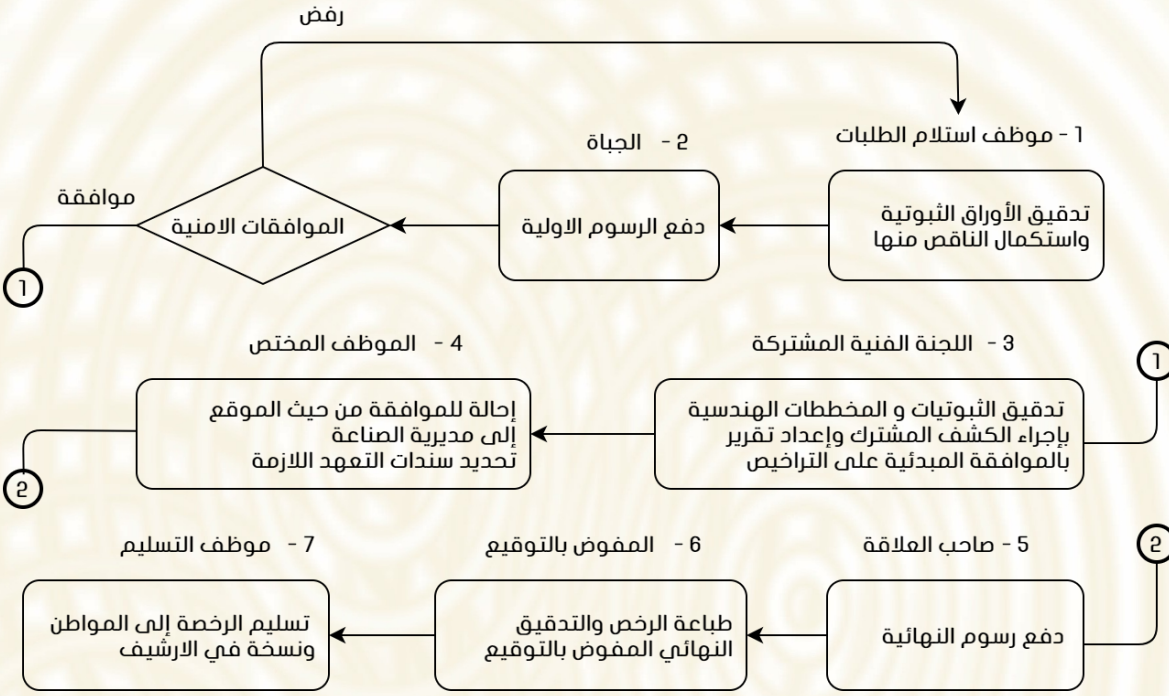 رفض
1 - موظف استلام الطلبات
تدقيق الأوراق الثبوتية
واستكمال الناقص منها
2 - الجباة
دفع الرسوم الاولية
الموافقات الامنية
موافقة
1
1
3 - اللجنة الفنية المشتركة
تدقيق الثبوتيات و المخططات الهندسية
بإجراء الكشف المشترك وإعداد تقرير
بالموافقة المبدئية على التراخيص
4 - الموظف المختص
إحالة للموافقة من حيث الموقع
إلى مديرية الصناعة
تحديد سندات التعهد اللازمة
2
2
5 - صاحب العلاقة
دفع رسوم النهائية
6 - المفوض بالتوقيع
طباعة الرخص والتدقيق
النهائي المفوض بالتوقيع
7 - موظف التسليم
تسليم الرخصة إلى المواطن
ونسخة في الارشيف